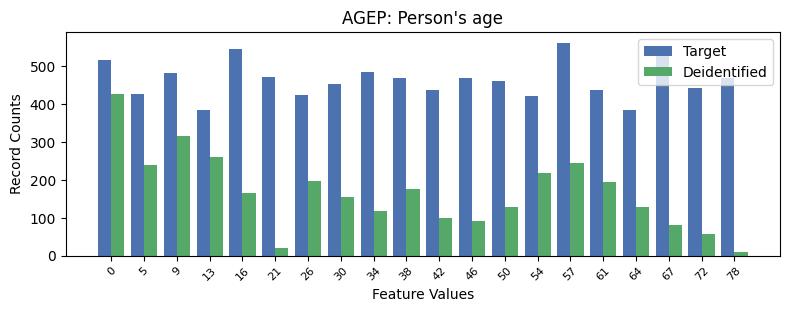 AGEP: Person's age
Target
Deidentified
Record Counts
500
400
300
200
100
0
0 5 9 13 16 21 26 30 34 38 42 46 50 54 57 61 64 67 72 78
Feature Values